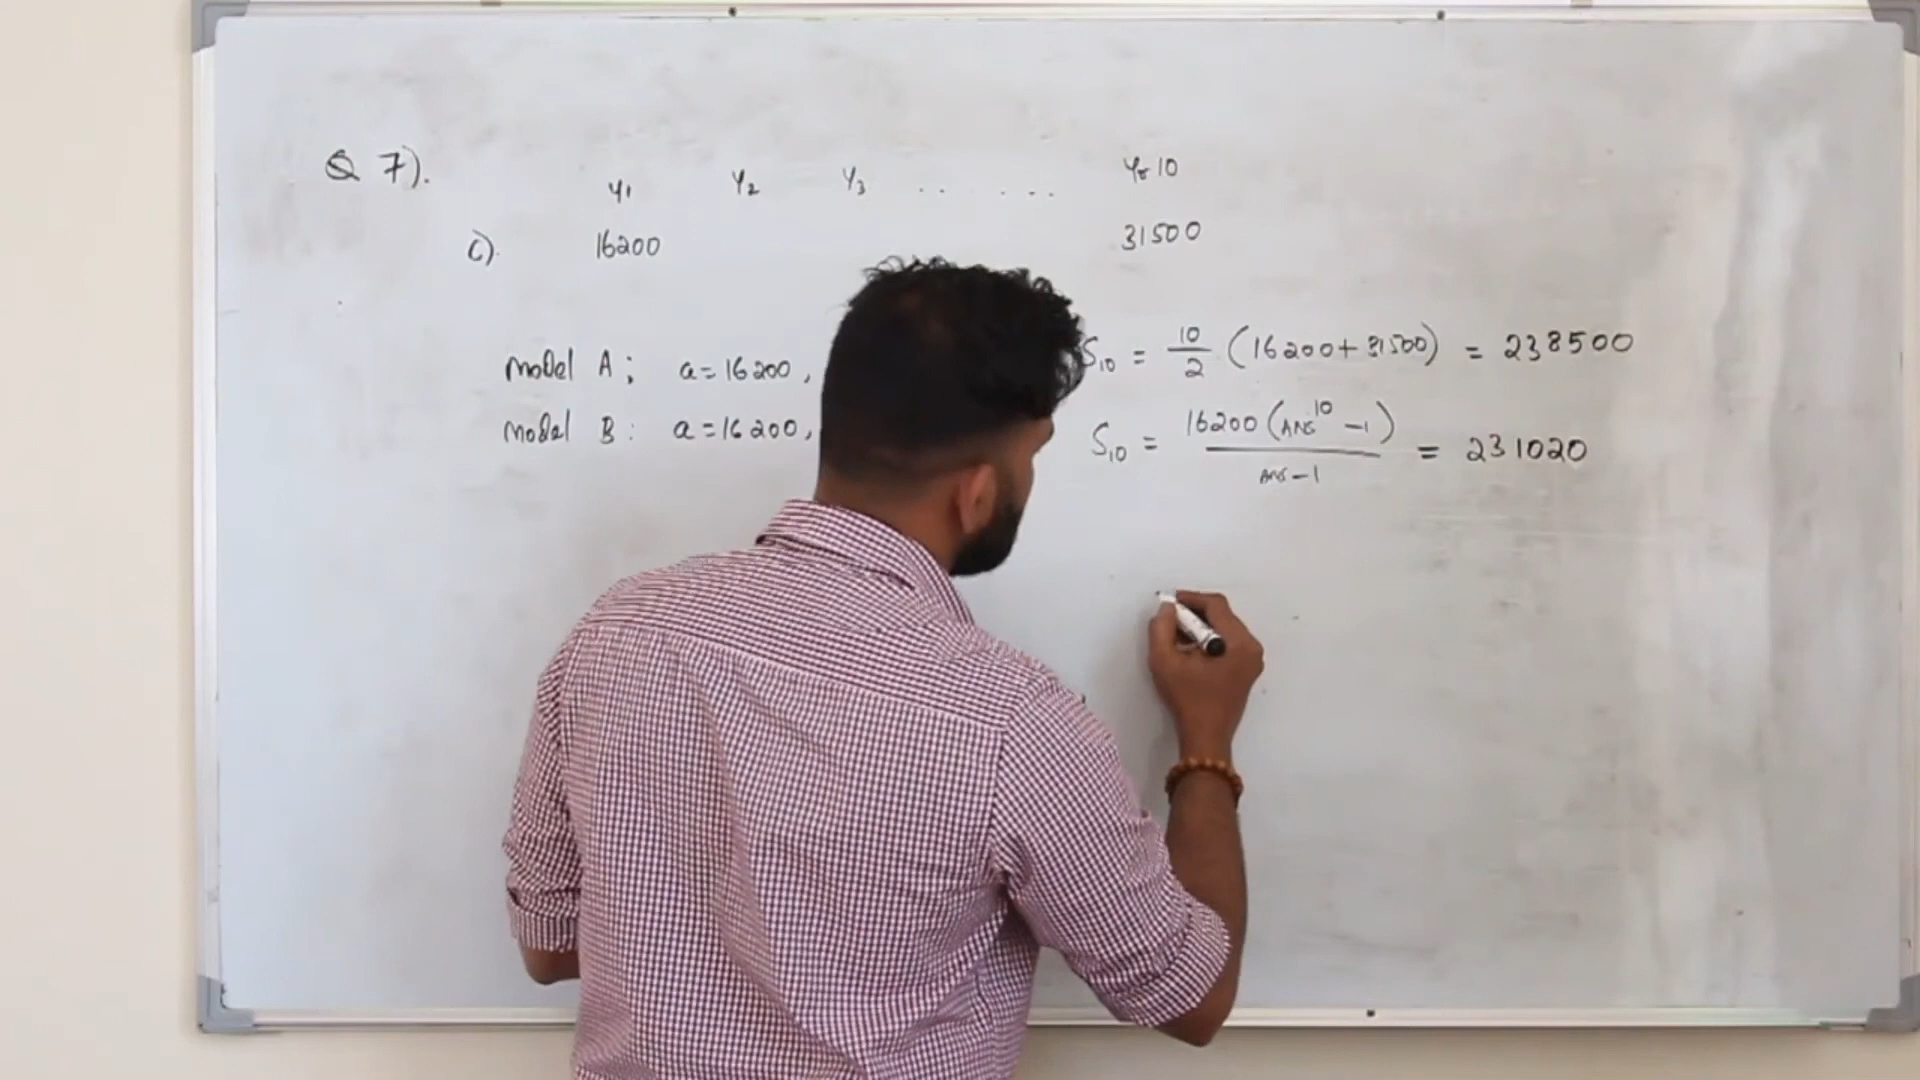 Q 7).
Y1 Y2 Y3 .. ... Yr 10
c). 16200 31500
Model A; a=16200, S10 = 10/2 (16200+31500) = 238500
Model B: a=16200, S10 = 16200(ANS^10 -1)/ANS-1 = 231020